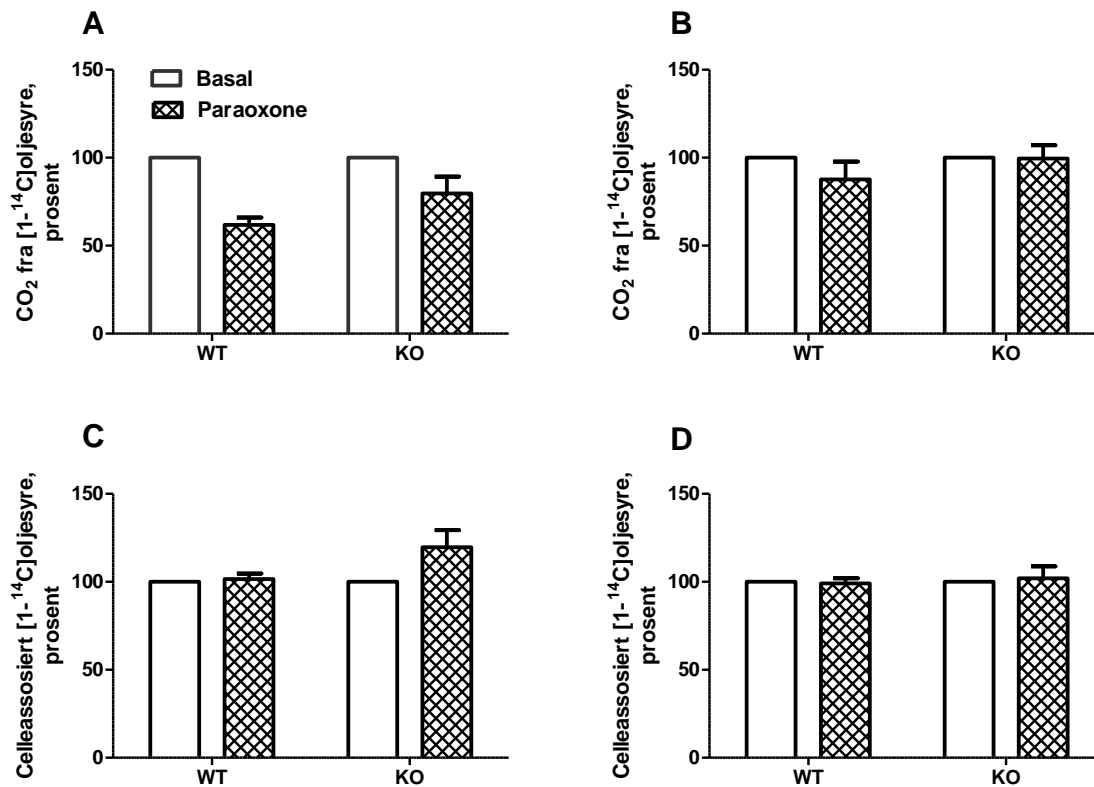 A
CO2 fra [1-14C]oljesyre,
prosent
150
100
50
0
Basal
Paraoxone
WT
KO
B
CO2 fra [1-14C]oljesyre,
prosent
150
100
50
0
WT
KO
C
Celleassosiert [1-14C]oljesyre,
prosent
150
100
50
0
WT
KO
D
Celleassosiert [1-14C]oljesyre,
prosent
150
100
50
0
WT
KO